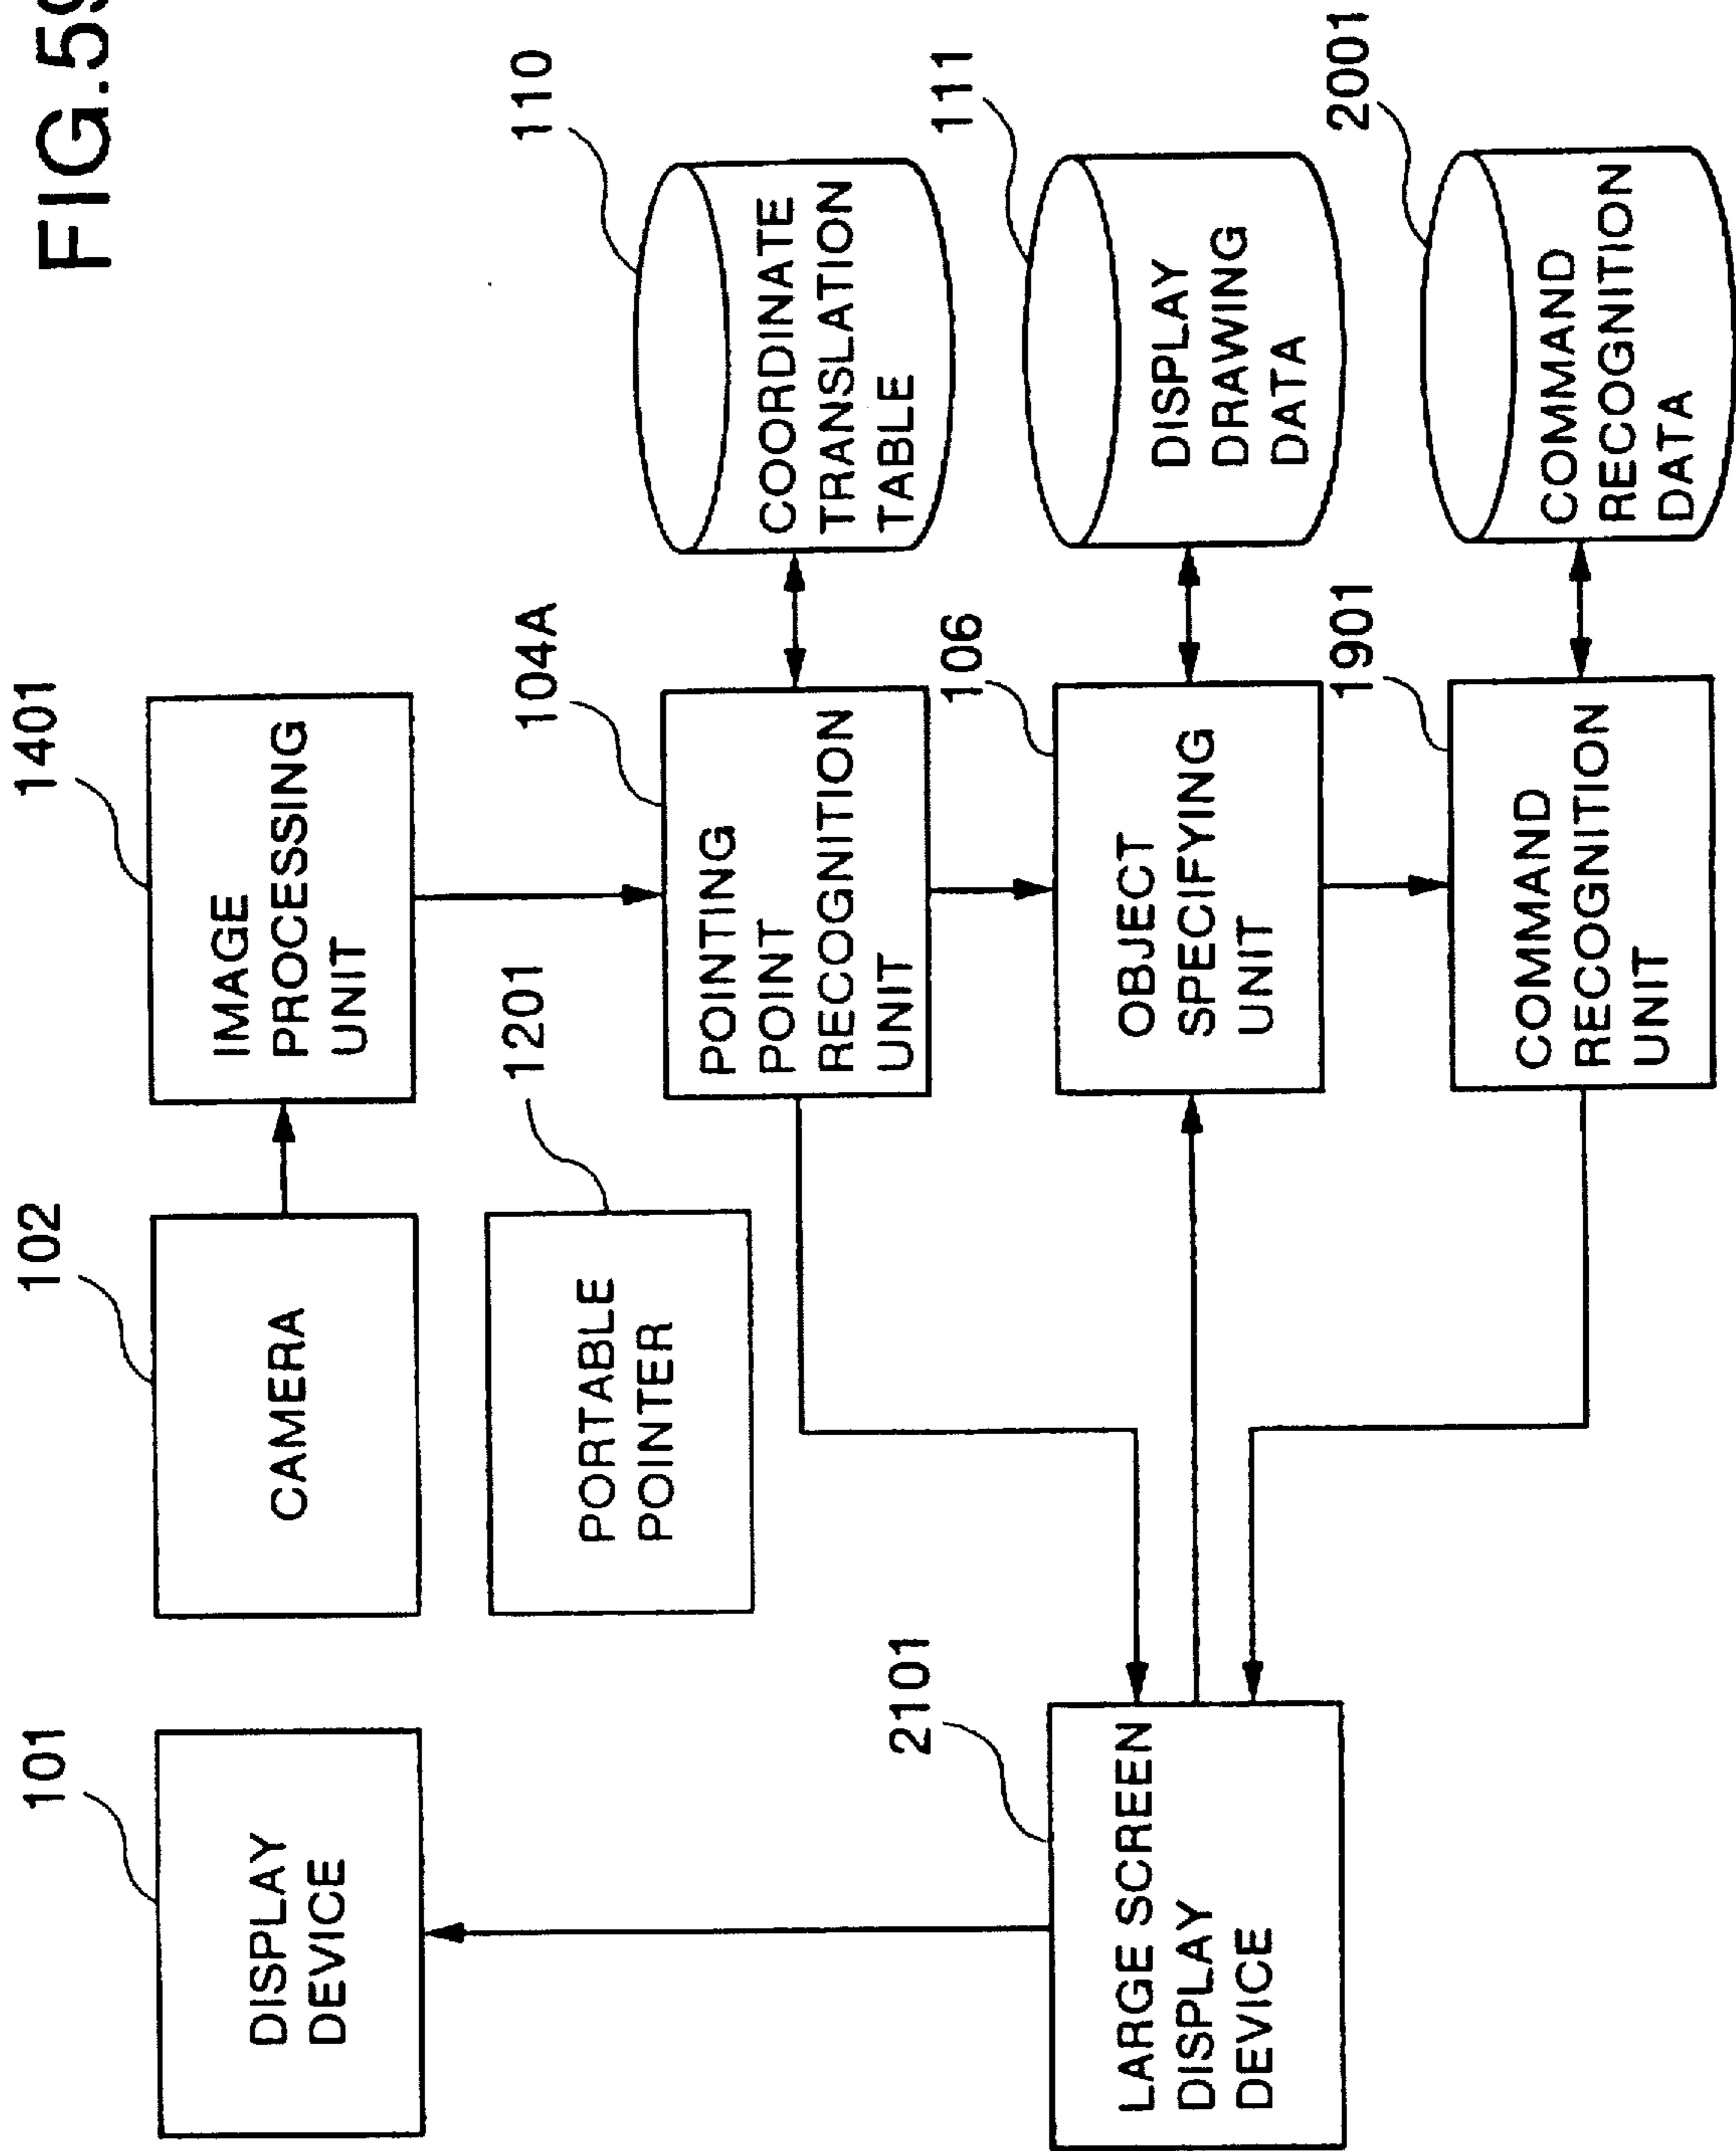 FIG.59
101
DISPLAY
DEVICE
102
CAMERA
1401
IMAGE
PROCESSING
UNIT
PORTABLE
POINTER
1201
104A
POINTING
POINT
RECOGNITION
UNIT
110
COORDINATE
TRANSLATION
TABLE
2101
LARGE SCREEN
DISPLAY
DEVICE
106
OBJECT
SPECIFYING
UNIT
111
DISPLAY
DRAWING
DATA
1901
COMMAND
RECOGNITION
UNIT
2001
COMMAND
RECOGNITION
DATA